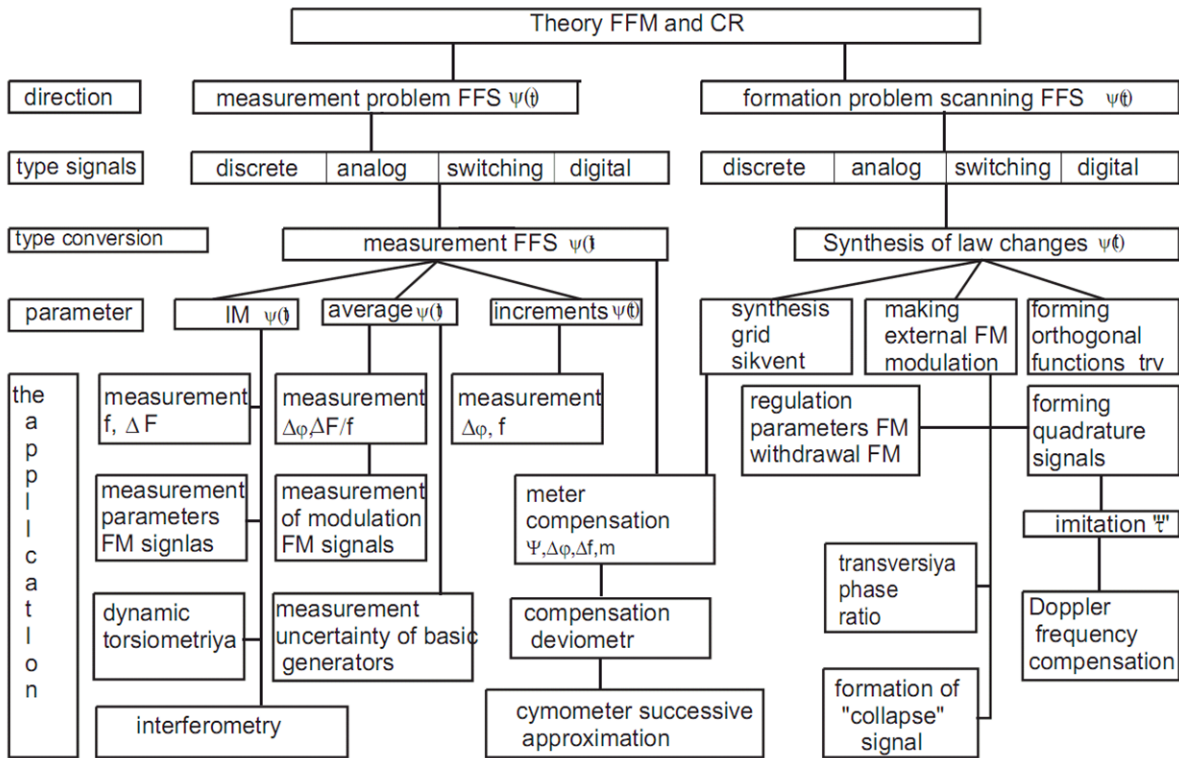 Theory FFM and CR
direction
measurement problem FFS ψ(t)
formation problem scanning FFS ψ(t)
type signals
discrete
analog
switching
digital
discrete
analog
switching
digital
type conversion
measurement FFS ψ(t)
Synthesis of law changes ψ(t)
parameter
IM ψ(t)
average ψ(t)
increments ψ(t)
synthesis
grid
sikvent
making
external FM
modulation
forming
orthogonal
functions trv
the
a
p
p
l
I
c
a
t
I
o
n
measurement
f, Δ F
measurement
Δφ,ΔF/f
measurement
Δφ, f
regulation
parameters FM
withdrawal FM
forming
quadrature
signals
measurement
parameters
FM signlas
measurement
of modulation
FM signals
meter
compensation
Ψ,Δφ,Δf,m
imitation
transversiya
phase
ratio
dynamic
torsiometriya
measurement
uncertainty of basic
generators
compensation
deviometr
Doppler
frequency
compensation
interferometry
cymometer successive
approximation
formation of
"collapse"
signal